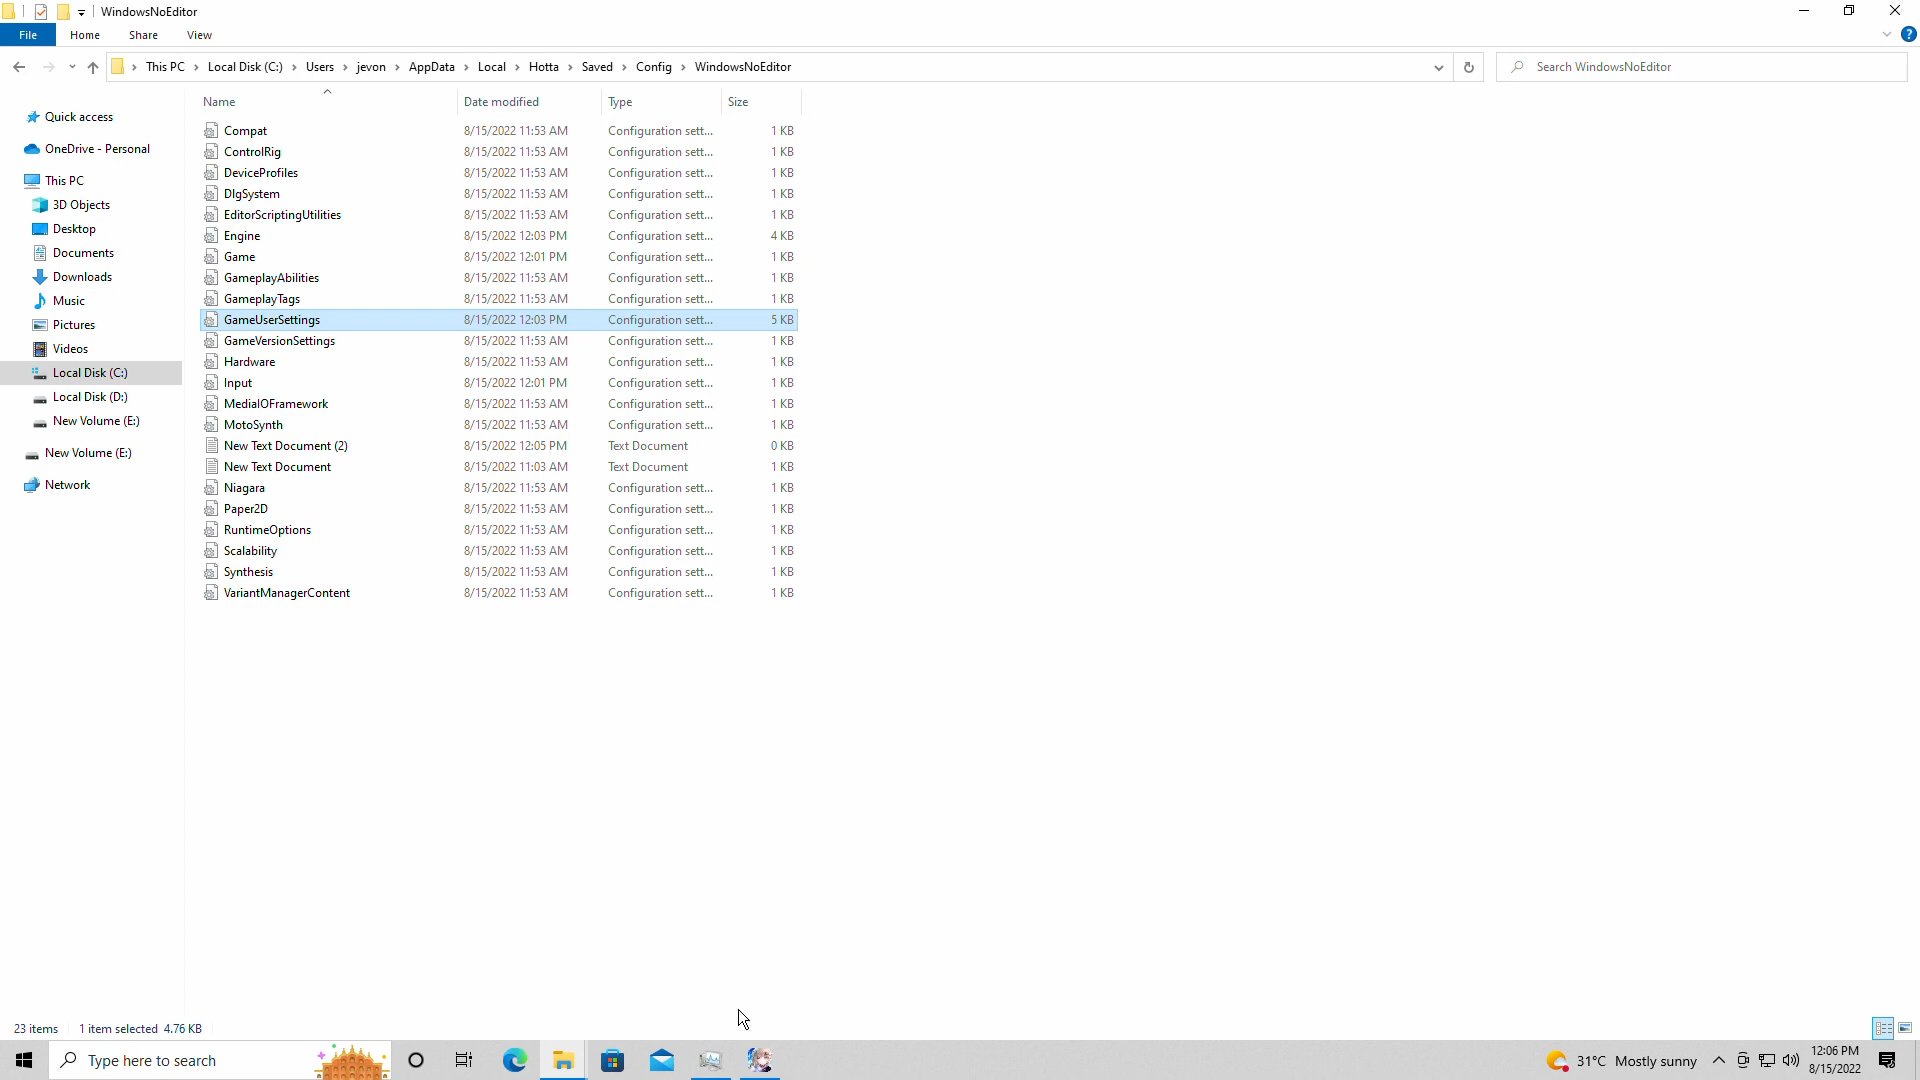 WindowsNoEditor
File Home Share View
This PC Local Disk (C:) Users jevon AppData Local Hotta Saved Config WindowsNoEditor Search WindowsNoEditor
Name Date modified Type Size
Quick access
OneDrive - Personal
This PC
3D Objects
Desktop
Documents
Downloads
Music
Pictures
Videos
Local Disk (C:)
Local Disk (D:)
New Volume (E:)
New Volume (E:)
Network
Compat 8/15/2022 11:53 AM Configuration sett... 1 KB
ControlRig 8/15/2022 11:53 AM Configuration sett... 1 KB
DeviceProfiles 8/15/2022 11:53 AM Configuration sett... 1 KB
DlgSystem 8/15/2022 11:53 AM Configuration sett... 1 KB
EditorScriptingUtilities 8/15/2022 11:53 AM Configuration sett... 1 KB
Engine 8/15/2022 12:03 PM Configuration sett... 4 KB
Game 8/15/2022 12:01 PM Configuration sett... 1 KB
GameplayAbilities 8/15/2022 11:53 AM Configuration sett... 1 KB
GameplayTags 8/15/2022 11:53 AM Configuration sett... 1 KB
GameUserSettings 8/15/2022 12:03 PM Configuration sett... 5 KB
GameVersionSettings 8/15/2022 11:53 AM Configuration sett... 1 KB
Hardware 8/15/2022 11:53 AM Configuration sett... 1 KB
Input 8/15/2022 12:01 PM Configuration sett... 1 KB
MediaIOFramework 8/15/2022 11:53 AM Configuration sett... 1 KB
MotoSynth 8/15/2022 11:53 AM Configuration sett... 1 KB
New Text Document (2) 8/15/2022 12:05 PM Text Document 0 KB
New Text Document 8/15/2022 11:03 AM Text Document 1 KB
Niagara 8/15/2022 11:53 AM Configuration sett... 1 KB
Paper2D 8/15/2022 11:53 AM Configuration sett... 1 KB
RuntimeOptions 8/15/2022 11:53 AM Configuration sett... 1 KB
Scalability 8/15/2022 11:53 AM Configuration sett... 1 KB
Synthesis 8/15/2022 11:53 AM Configuration sett... 1 KB
VariantManagerContent 8/15/2022 11:53 AM Configuration sett... 1 KB
23 items 1 item selected 4.76 KB
Type here to search
31°C Mostly sunny
12:06 PM
8/15/2022